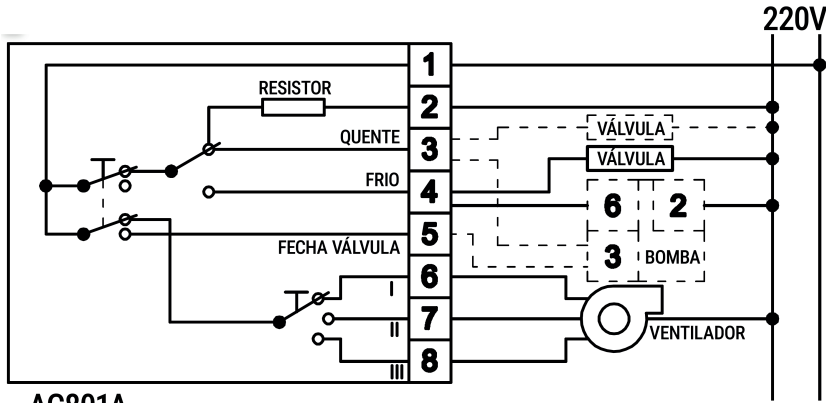 220V
1
RESISTOR
2
QUENTE
3
VÁLVULA
VÁLVULA
FRIO
4
6
2
FECHA VÁLVULA
5
3
BOMBA
I
6
II
7
VENTILADOR
III
8
AC801A